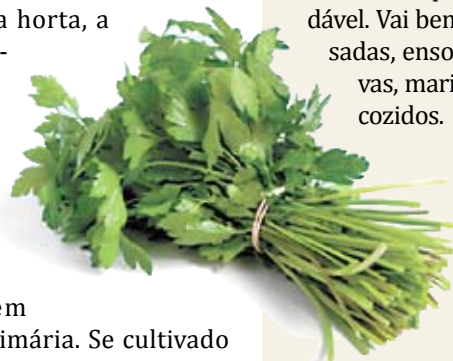 a horta, a
-
em
imária. Se cultivado
dável. Vai bem
sadas, enso
vas, mari
cozidos.